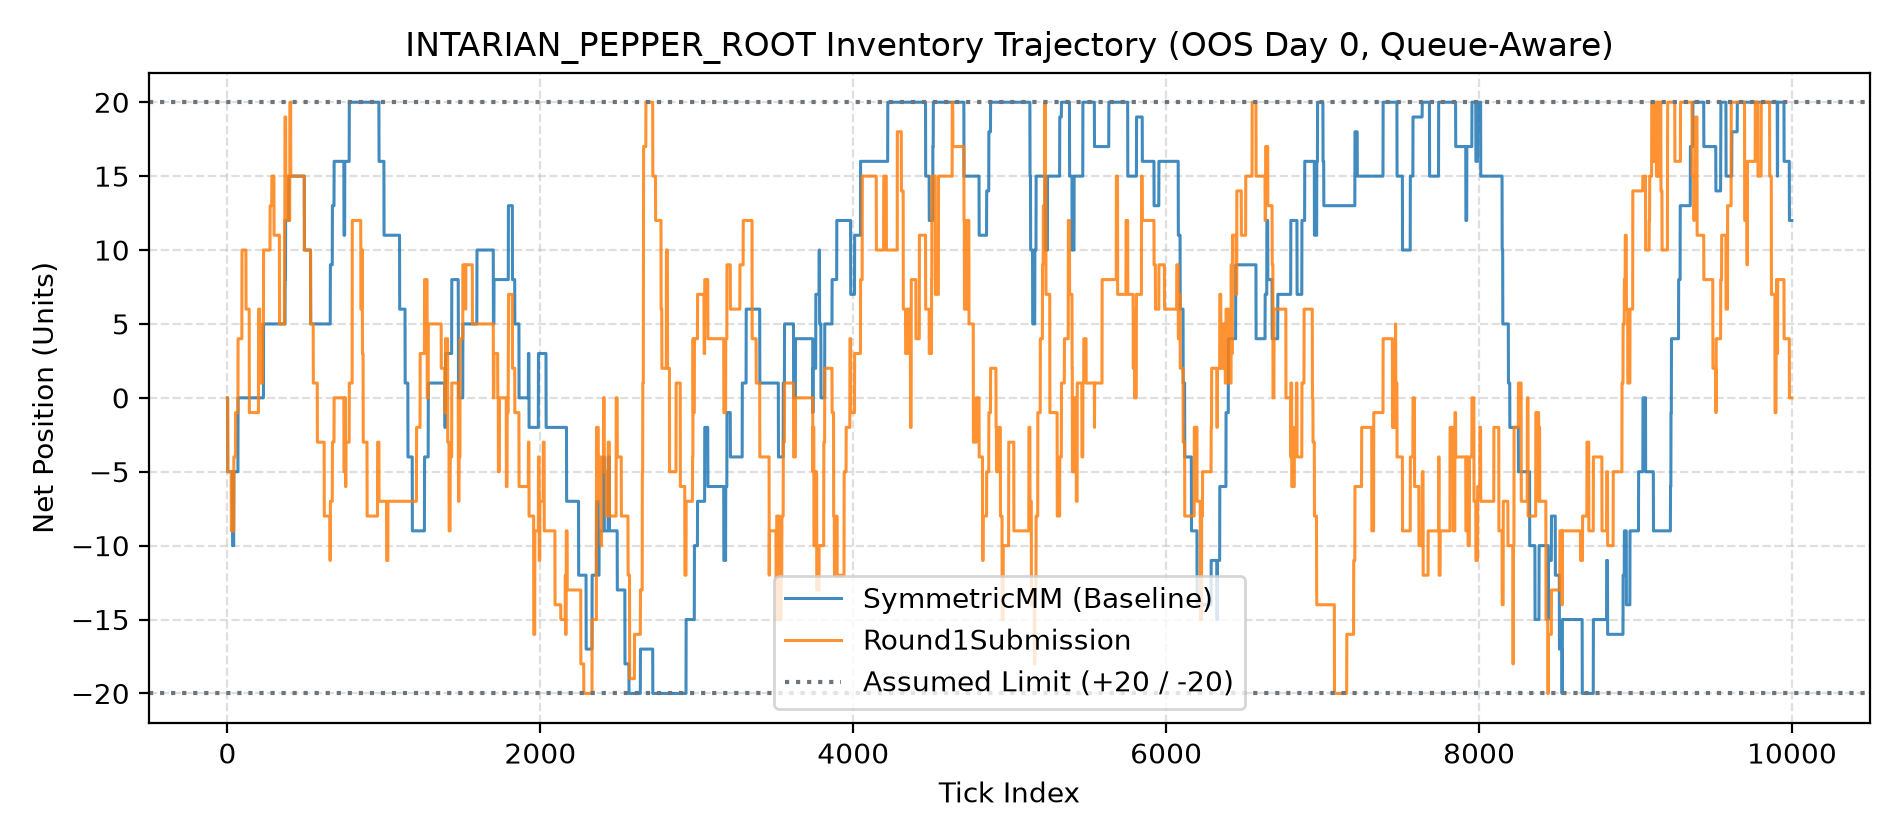 INTARIAN_PEPPER_ROOT Inventory Trajectory (OOS Day 0, Queue-Aware)
Net Position (Units)
20
15
10
5
0
−5
−10
−15
−20
SymmetricMM (Baseline)
Round1Submission
Assumed Limit (+20 / -20)
0 2000 4000 6000 8000 10000
Tick Index